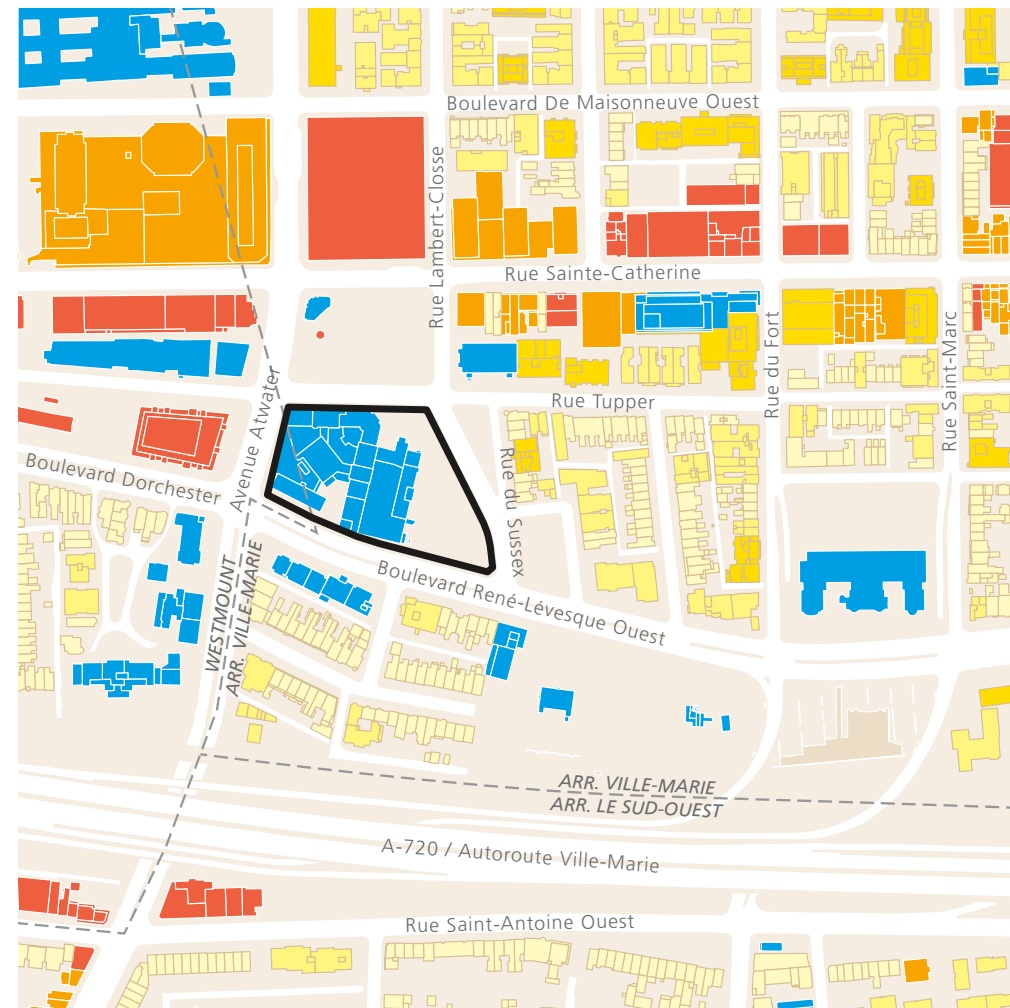 Boulevard De Maisonneuve Ouest
Rue Lambert-Closse
Rue Sainte-Catherine
Rue du Fort
Rue Saint-Marc
Avenue Atwater
Rue Tupper
Boulevard Dorchester
Rue du Sussex
WESTMOUNT
ARR. VILLE-MARIE
Boulevard René-Lévesque Ouest
ARR. VILLE-MARIE
ARR. LE SUD-OUEST
A-720 / Autoroute Ville-Marie
Rue Saint-Antoine Ouest